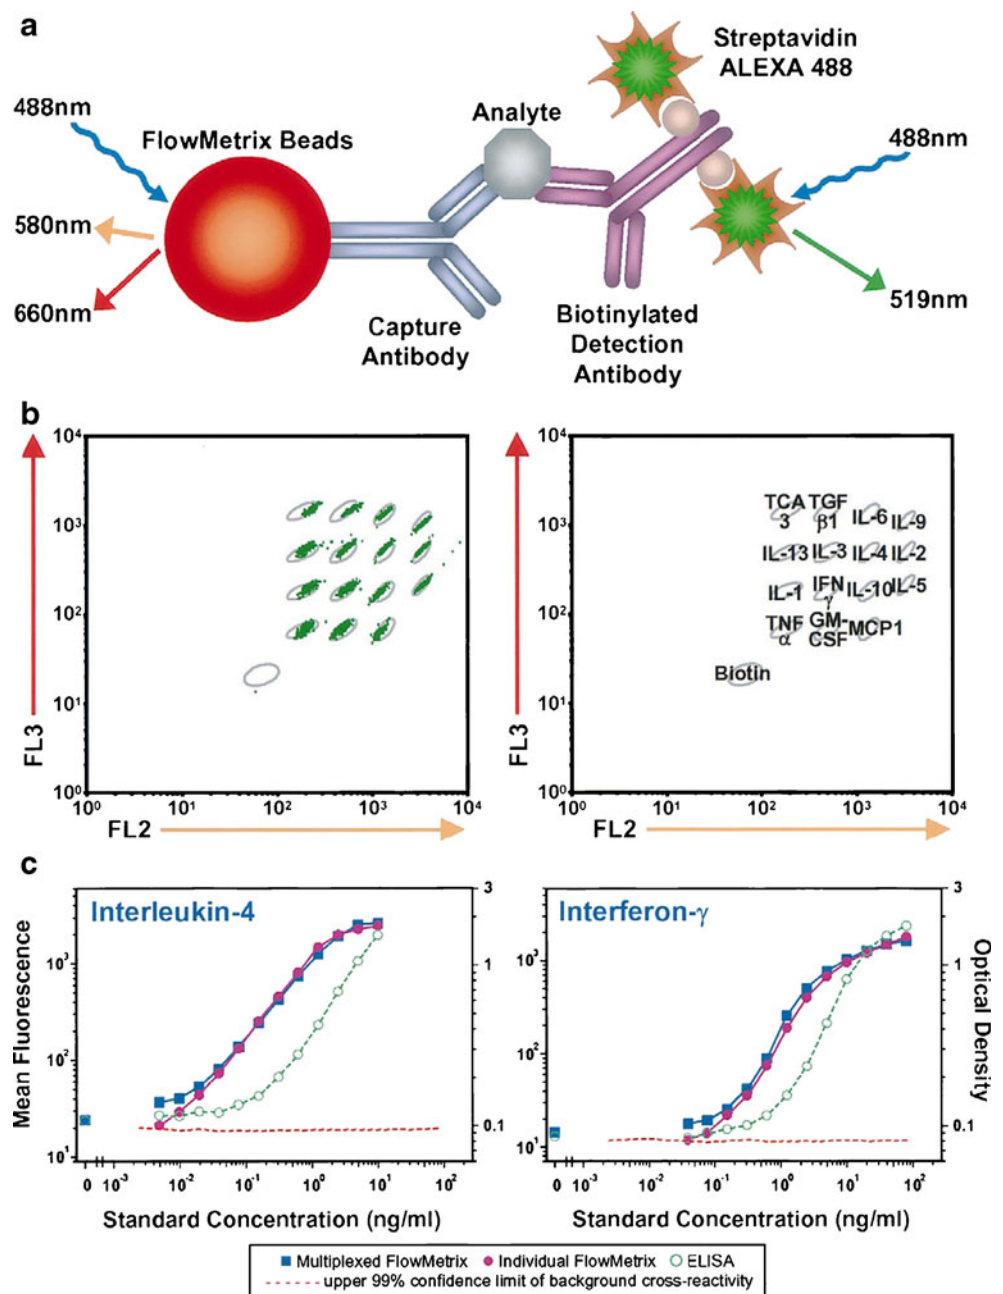 a
Streptavidin
ALEXA 488
488nm
FlowMetrix Beads
Analyte
488nm
580nm
660nm
519nm
Capture
Antibody
Biotinylated
Detection
Antibody
b
10⁴
10³
10²
10¹
10⁰
FL3
10⁰ 10¹ 10² 10³ 10⁴
FL2
10⁴
10³
10²
10¹
10⁰
FL3
TCA
3
TGF
β1
IL-6
IL-9
IL-13
IL-3
IL-4
IL-2
IL-1
IFN
γ
IL-10
IL-5
TNF
α
GM-
CSF
MCP1
Biotin
10⁰ 10¹ 10² 10³ 10⁴
FL2
c
Interleukin-4
Mean Fluorescence
10³
10²
10¹
3
1
0.1
0 10⁻³ 10⁻² 10⁻¹ 10⁰ 10¹ 10²
Standard Concentration (ng/ml)
Interferon-γ
10³
10²
10¹
3
1
0.1
Optical Density
0 10⁻³ 10⁻² 10⁻¹ 10⁰ 10¹ 10²
Standard Concentration (ng/ml)
Multiplexed FlowMetrix Individual FlowMetrix ELISA
upper 99% confidence limit of background cross-reactivity